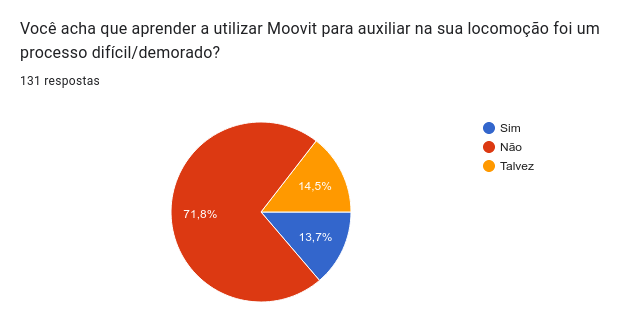 Você acha que aprender a utilizar Moovit para auxiliar na sua locomoção foi um
processo difícil/demorado?
131 respostas
Sim
Não
Talvez
14,5%
71,8%
13,7%